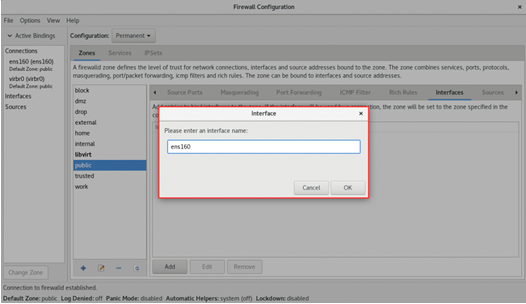 Firewall Configuration
File Options View Help
Active Bindings
Configuration: Permanent
Connections
ens160 (ens160)
Default Zone: public
virbr0 (virbr0)
Default Zone: public
Interfaces
Sources
Change Zone
Zones Services IPSets
A firewalld zone defines the level of trust for network connections, interfaces and source addresses bound to the zone. The zone combines services, ports, protocols,
masquerading, port/packet forwarding, icmp filters and rich rules. The zone can be bound to interfaces and source addresses.
block
dmz
drop
external
home
internal
libvirt
public
trusted
work
Source Ports Masquerading Port Forwarding ICMP Filter Rich Rules Interfaces Sources
the zone will be set to the zone specified in the
Interface
Please enter an interface name:
ens160
Cancel OK
Add Edit Remove
Connection to firewalld established.
Default Zone: public Log Denied: off Panic Mode: disabled Automatic Helpers: system (off) Lockdown: disabled